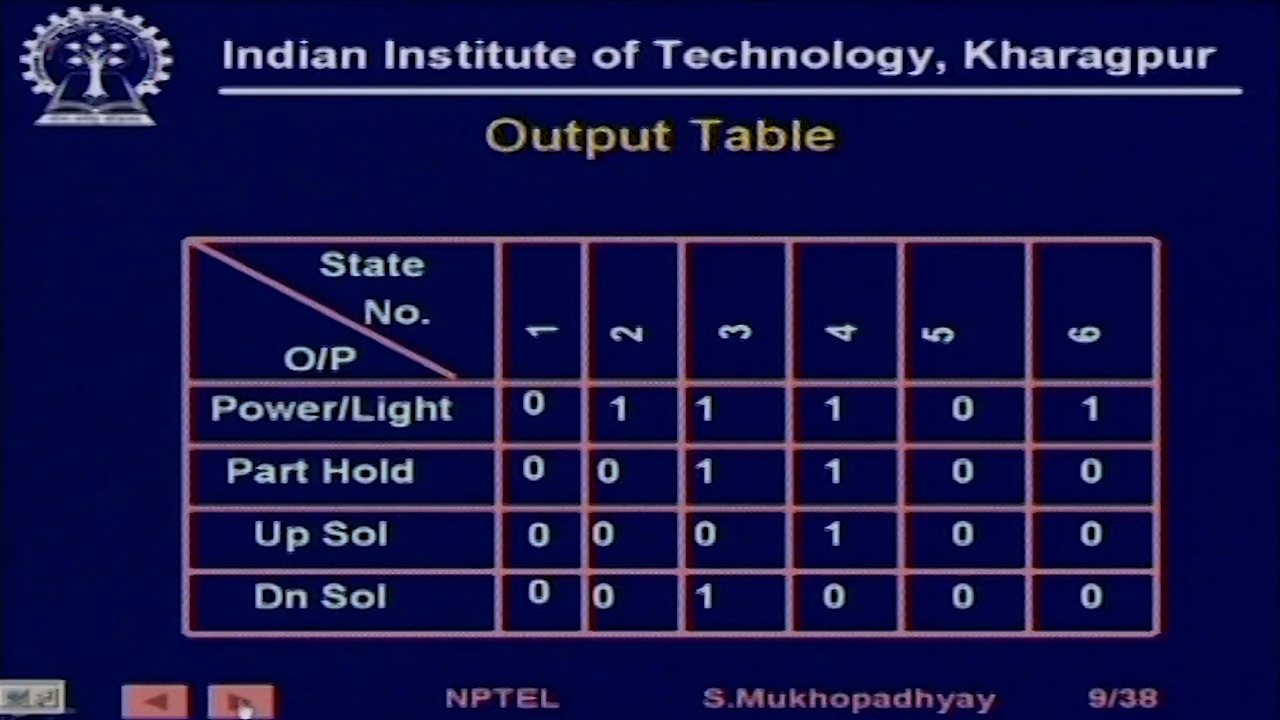 Indian Institute of Technology, Kharagpur
Output Table
State No. O/P 1 2 3 4 5 6
Power/Light 0 1 1 1 0 1
Part Hold 0 0 1 1 0 0
Up Sol 0 0 0 1 0 0
Dn Sol 0 0 1 0 0 0
NPTEL S.Mukhopadhyay 9/38